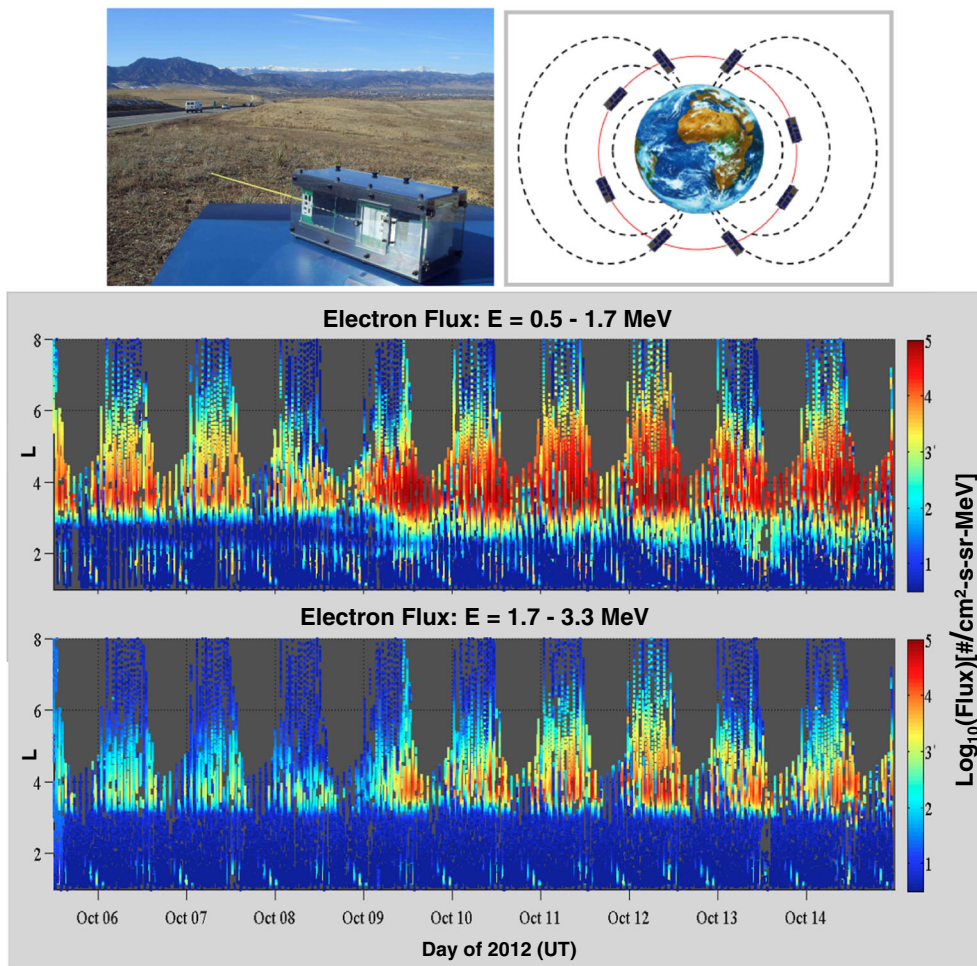 Electron Flux: E = 0.5 - 1.7 MeV
8
6
4
2
L
5
4
3
2
1
Electron Flux: E = 1.7 - 3.3 MeV
8
6
4
2
L
5
4
3
2
1
Log₁₀(Flux)[#/cm²-s-sr-MeV]
Oct 06 Oct 07 Oct 08 Oct 09 Oct 10 Oct 11 Oct 12 Oct 13 Oct 14
Day of 2012 (UT)